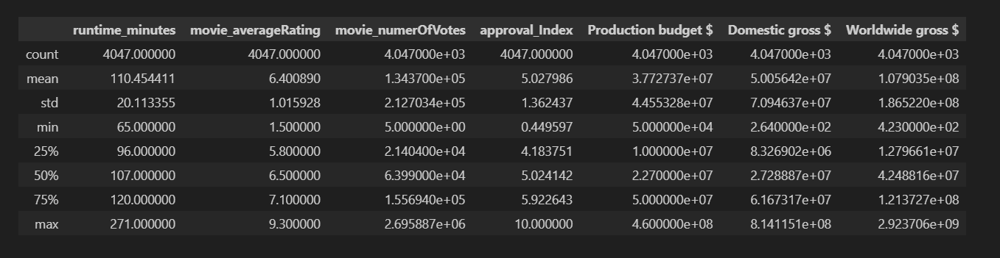 runtime_minutes movie_averageRating movie_numerOfVotes approval_Index Production budget $ Domestic gross $ Worldwide gross $
count 4047.000000 4047.000000 4.047000e+03 4047.000000 4.047000e+03 4.047000e+03 4.047000e+03
mean 110.454411 6.400890 1.343700e+05 5.027986 3.772737e+07 5.005642e+07 1.079035e+08
std 20.113355 1.015928 2.127034e+05 1.362437 4.455328e+07 7.094637e+07 1.865220e+08
min 65.000000 1.500000 5.000000e+00 0.449597 5.000000e+04 2.640000e+02 4.230000e+02
25% 96.000000 5.800000 2.140400e+04 4.183751 1.000000e+07 8.326902e+06 1.279661e+07
50% 107.000000 6.500000 6.399000e+04 5.024142 2.270000e+07 2.728887e+07 4.248816e+07
75% 120.000000 7.100000 1.556940e+05 5.922643 5.000000e+07 6.167317e+07 1.213727e+08
max 271.000000 9.300000 2.695887e+06 10.000000 4.600000e+08 8.141151e+08 2.923706e+09